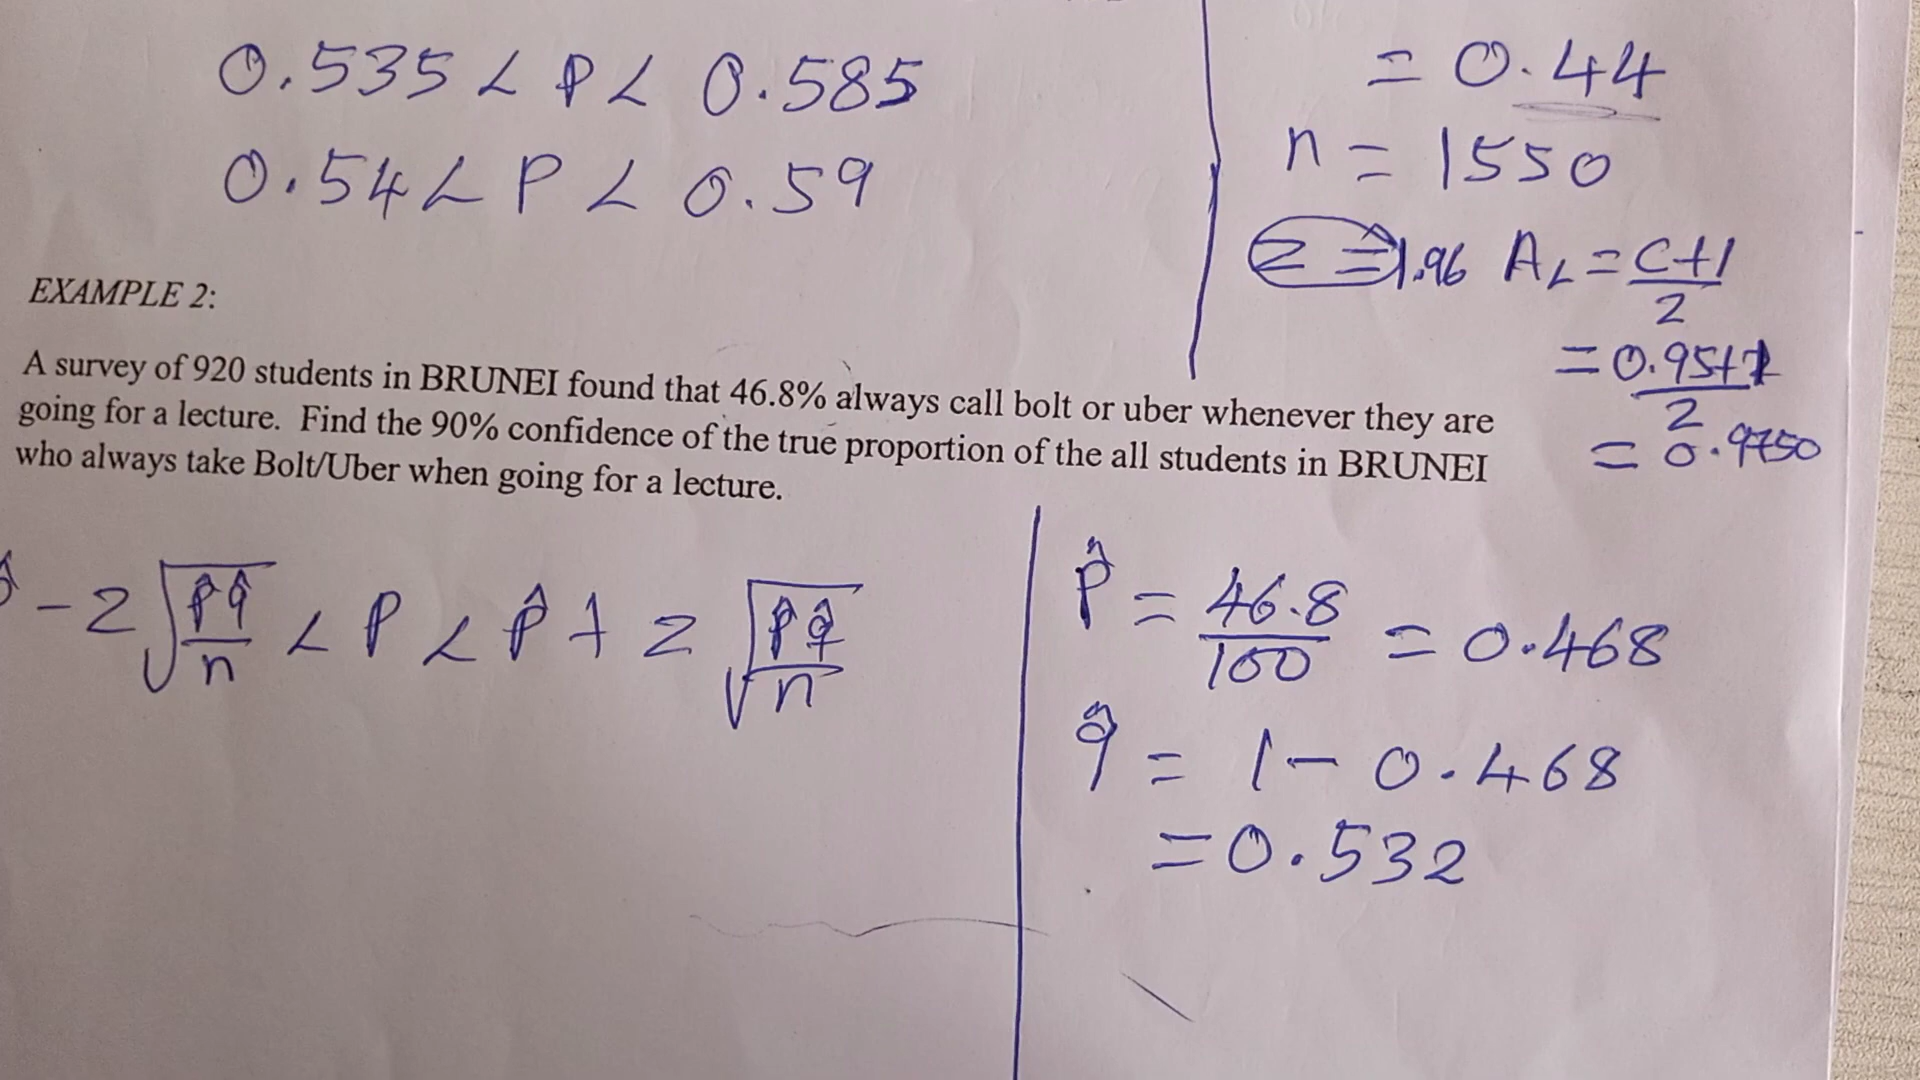 0.535 < P < 0.585
0.54 < P < 0.59
= 0.44
n = 1550
z = 1.96 A_L = \frac{C+1}{2}
= \frac{0.95+1}{2}
= 0.9750
EXAMPLE 2:
A survey of 920 students in BRUNEI found that 46.8% always call bolt or uber whenever they are
going for a lecture. Find the 90% confidence of the true proportion of the all students in BRUNEI
who always take Bolt/Uber when going for a lecture.
p̂ - z √(p̂q̂/n) < P < p̂ + z √(p̂q̂/n)
p̂ = 46.8/100 = 0.468
q̂ = 1 - 0.468
= 0.532